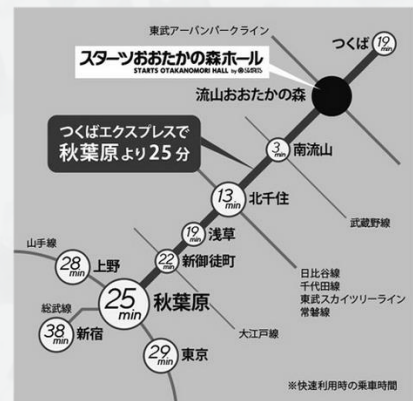 東武アーバンパークライン
つくば
19
min
スターツおおたかの森ホール
STARTS OTAKANOMORI HALL by STARTS
流山おおたかの森
つくばエクスプレスで
秋葉原より25分
3
min
南流山
13
min
北千住
武蔵野線
19
min
浅草
22
min
新御徒町
山手線
28
min
上野
日比谷線
千代田線
東武スカイツリーライン
常磐線
25
min
秋葉原
大江戸線
総武線
38
min
新宿
29
min
東京
※快速利用時の乗車時間